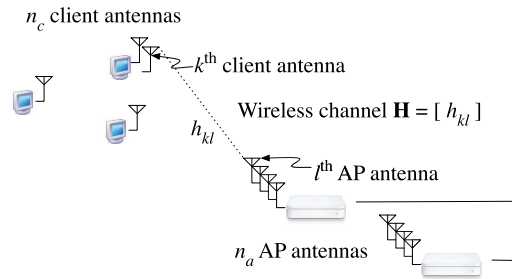 n_c client antennas
k^th client antenna
Wireless channel H = [ h_kl ]
h_kl
l^th AP antenna
n_a AP antennas